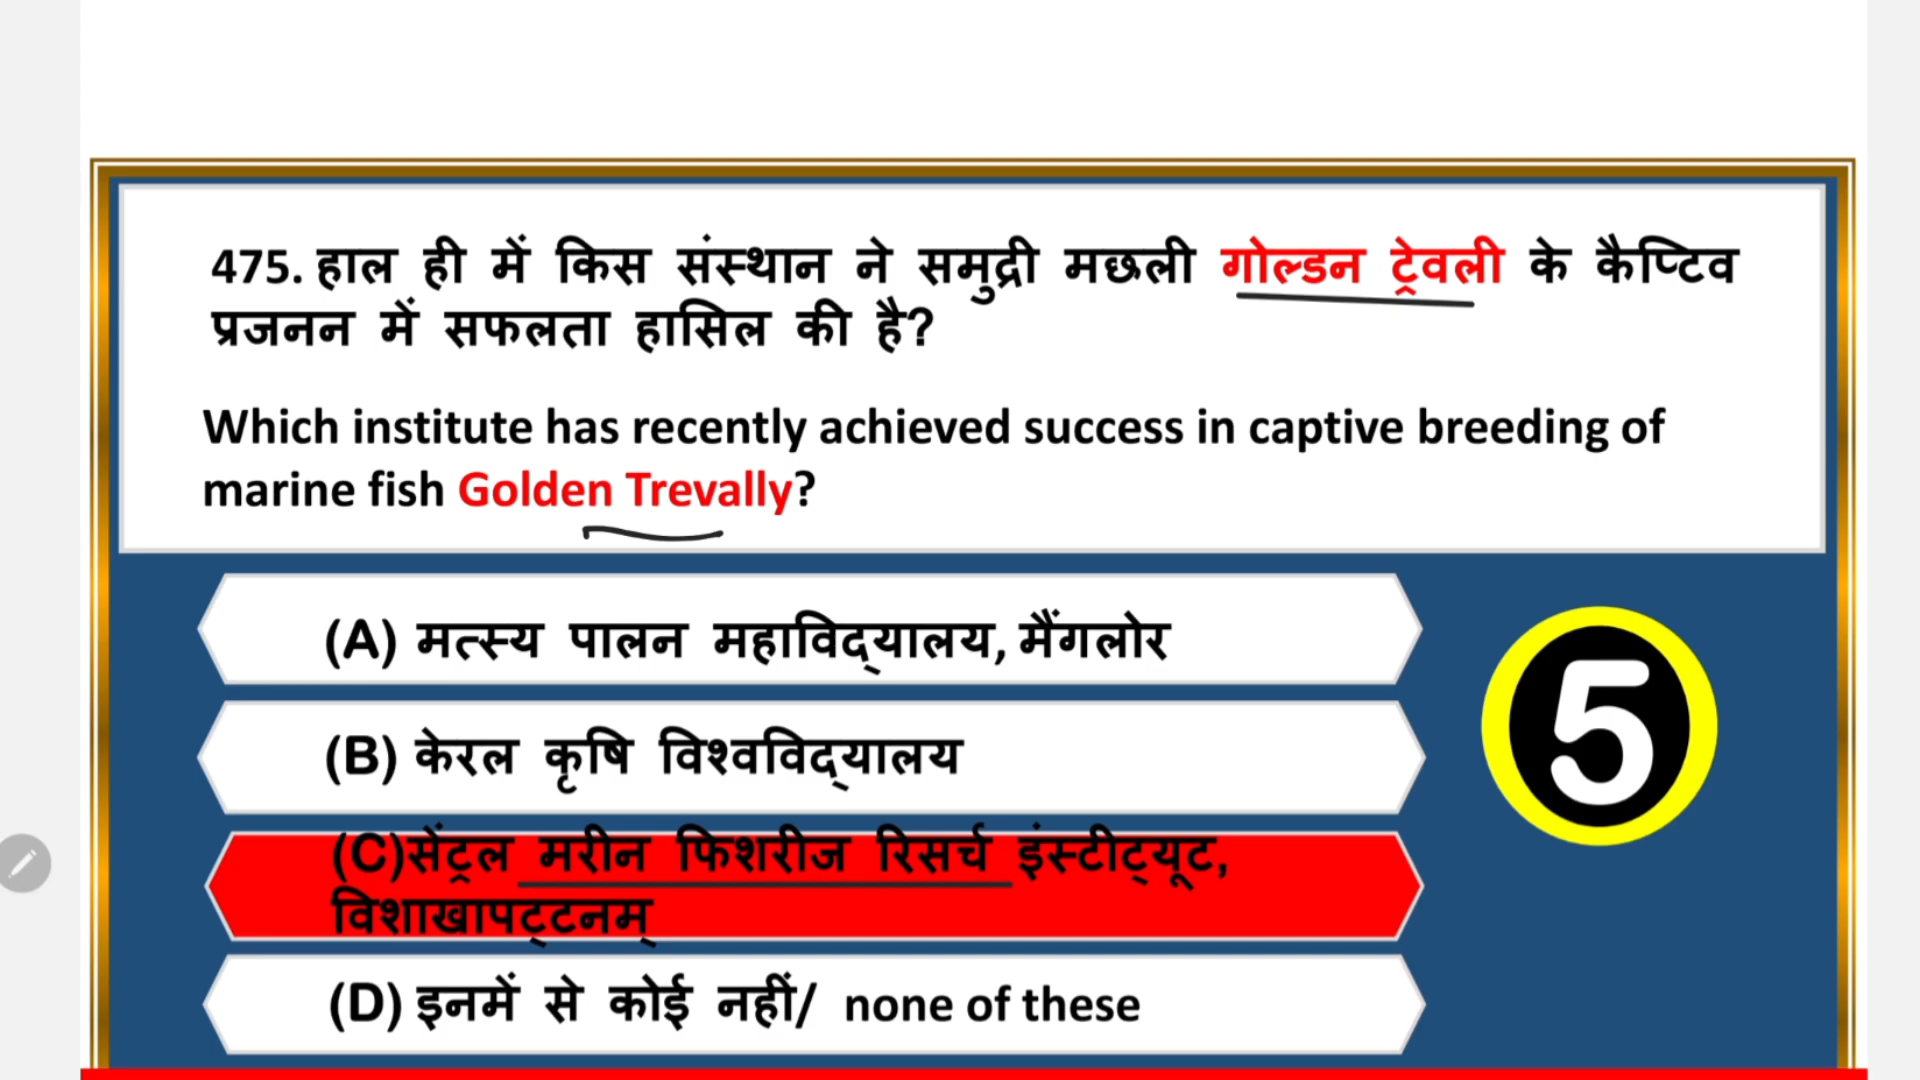 475. हाल ही में किस संस्थान ने समुद्री मछली गोल्डन ट्रेवली के कैप्टिव
प्रजनन में सफलता हासिल की है?
Which institute has recently achieved success in captive breeding of
marine fish Golden Trevally?
(A) मत्स्य पालन महाविद्यालय, मैंगलोर
(B) केरल कृषि विश्वविद्यालय
(C)सेंट्रल मरीन फिशरीज रिसर्च इंस्टीट्यूट,
विशाखापट्टनम्
(D) इनमें से कोई नहीं/ none of these
5